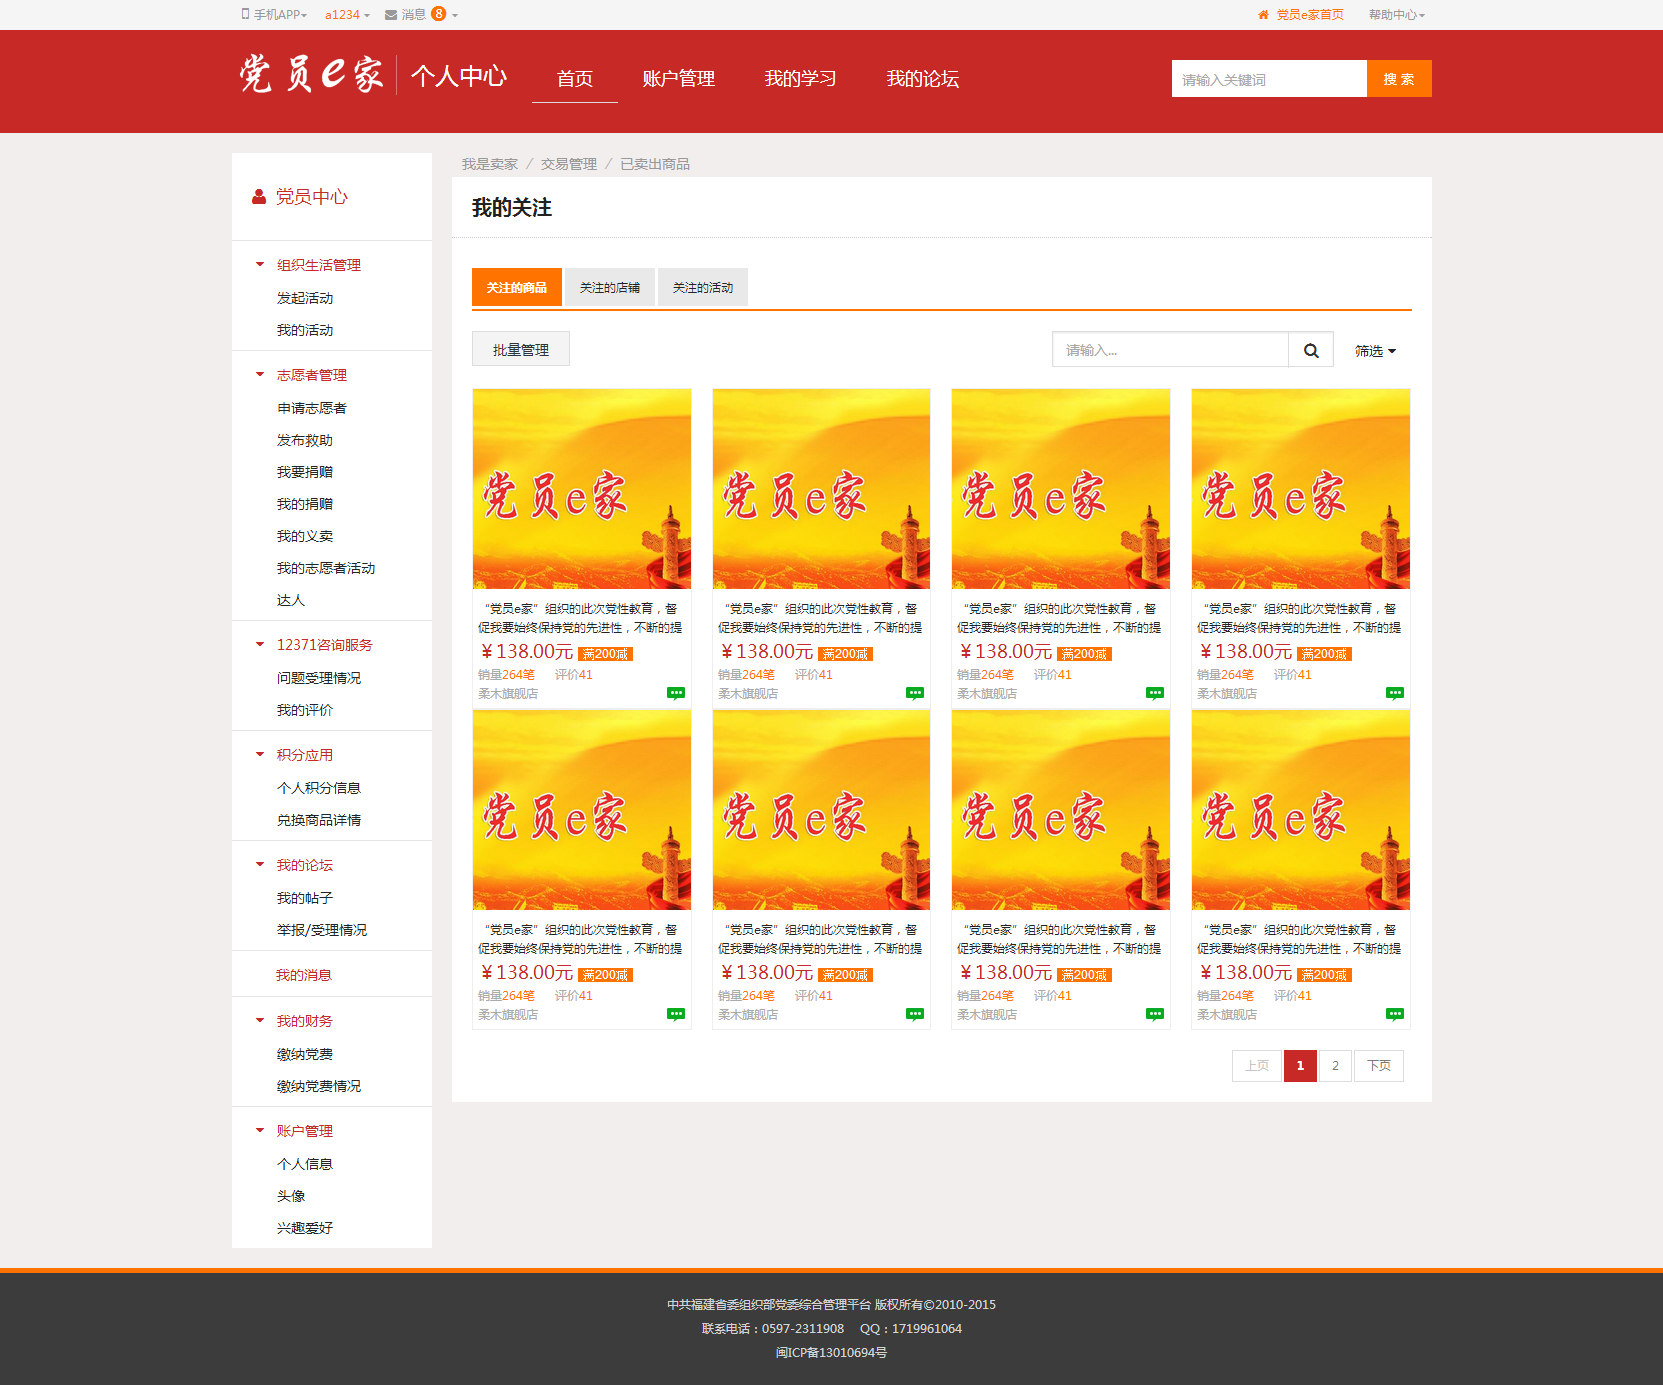 手机APP a1234 消息 8 党员e家首页 帮助中心
党员e家 个人中心 首页 账户管理 我的学习 我的论坛 请输入关键词 搜 索
我是卖家 / 交易管理 / 已卖出商品
党员中心
组织生活管理
发起活动
我的活动
志愿者管理
申请志愿者
发布救助
我要捐赠
我的捐赠
我的义卖
我的志愿者活动
达人
12371咨询服务
问题受理情况
我的评价
积分应用
个人积分信息
兑换商品详情
我的论坛
我的帖子
举报/受理情况
我的消息
我的财务
缴纳党费
缴纳党费情况
账户管理
个人信息
头像
兴趣爱好
我的关注
关注的商品 关注的店铺 关注的活动
批量管理 请输入... 筛选
党员e家
“党员e家”组织的此次党性教育，督
促我要始终保持党的先进性，不断的提
￥138.00元 满200减
销量264笔 评价41
柔木旗舰店
党员e家
“党员e家”组织的此次党性教育，督
促我要始终保持党的先进性，不断的提
￥138.00元 满200减
销量264笔 评价41
柔木旗舰店
党员e家
“党员e家”组织的此次党性教育，督
促我要始终保持党的先进性，不断的提
￥138.00元 满200减
销量264笔 评价41
柔木旗舰店
党员e家
“党员e家”组织的此次党性教育，督
促我要始终保持党的先进性，不断的提
￥138.00元 满200减
销量264笔 评价41
柔木旗舰店
党员e家
“党员e家”组织的此次党性教育，督
促我要始终保持党的先进性，不断的提
￥138.00元 满200减
销量264笔 评价41
柔木旗舰店
党员e家
“党员e家”组织的此次党性教育，督
促我要始终保持党的先进性，不断的提
￥138.00元 满200减
销量264笔 评价41
柔木旗舰店
党员e家
“党员e家”组织的此次党性教育，督
促我要始终保持党的先进性，不断的提
￥138.00元 满200减
销量264笔 评价41
柔木旗舰店
党员e家
“党员e家”组织的此次党性教育，督
促我要始终保持党的先进性，不断的提
￥138.00元 满200减
销量264笔 评价41
柔木旗舰店
上页 1 2 下页
中共福建省委组织部党委综合管理平台 版权所有©2010-2015
联系电话：0597-2311908 QQ：1719961064
闽ICP备13010694号